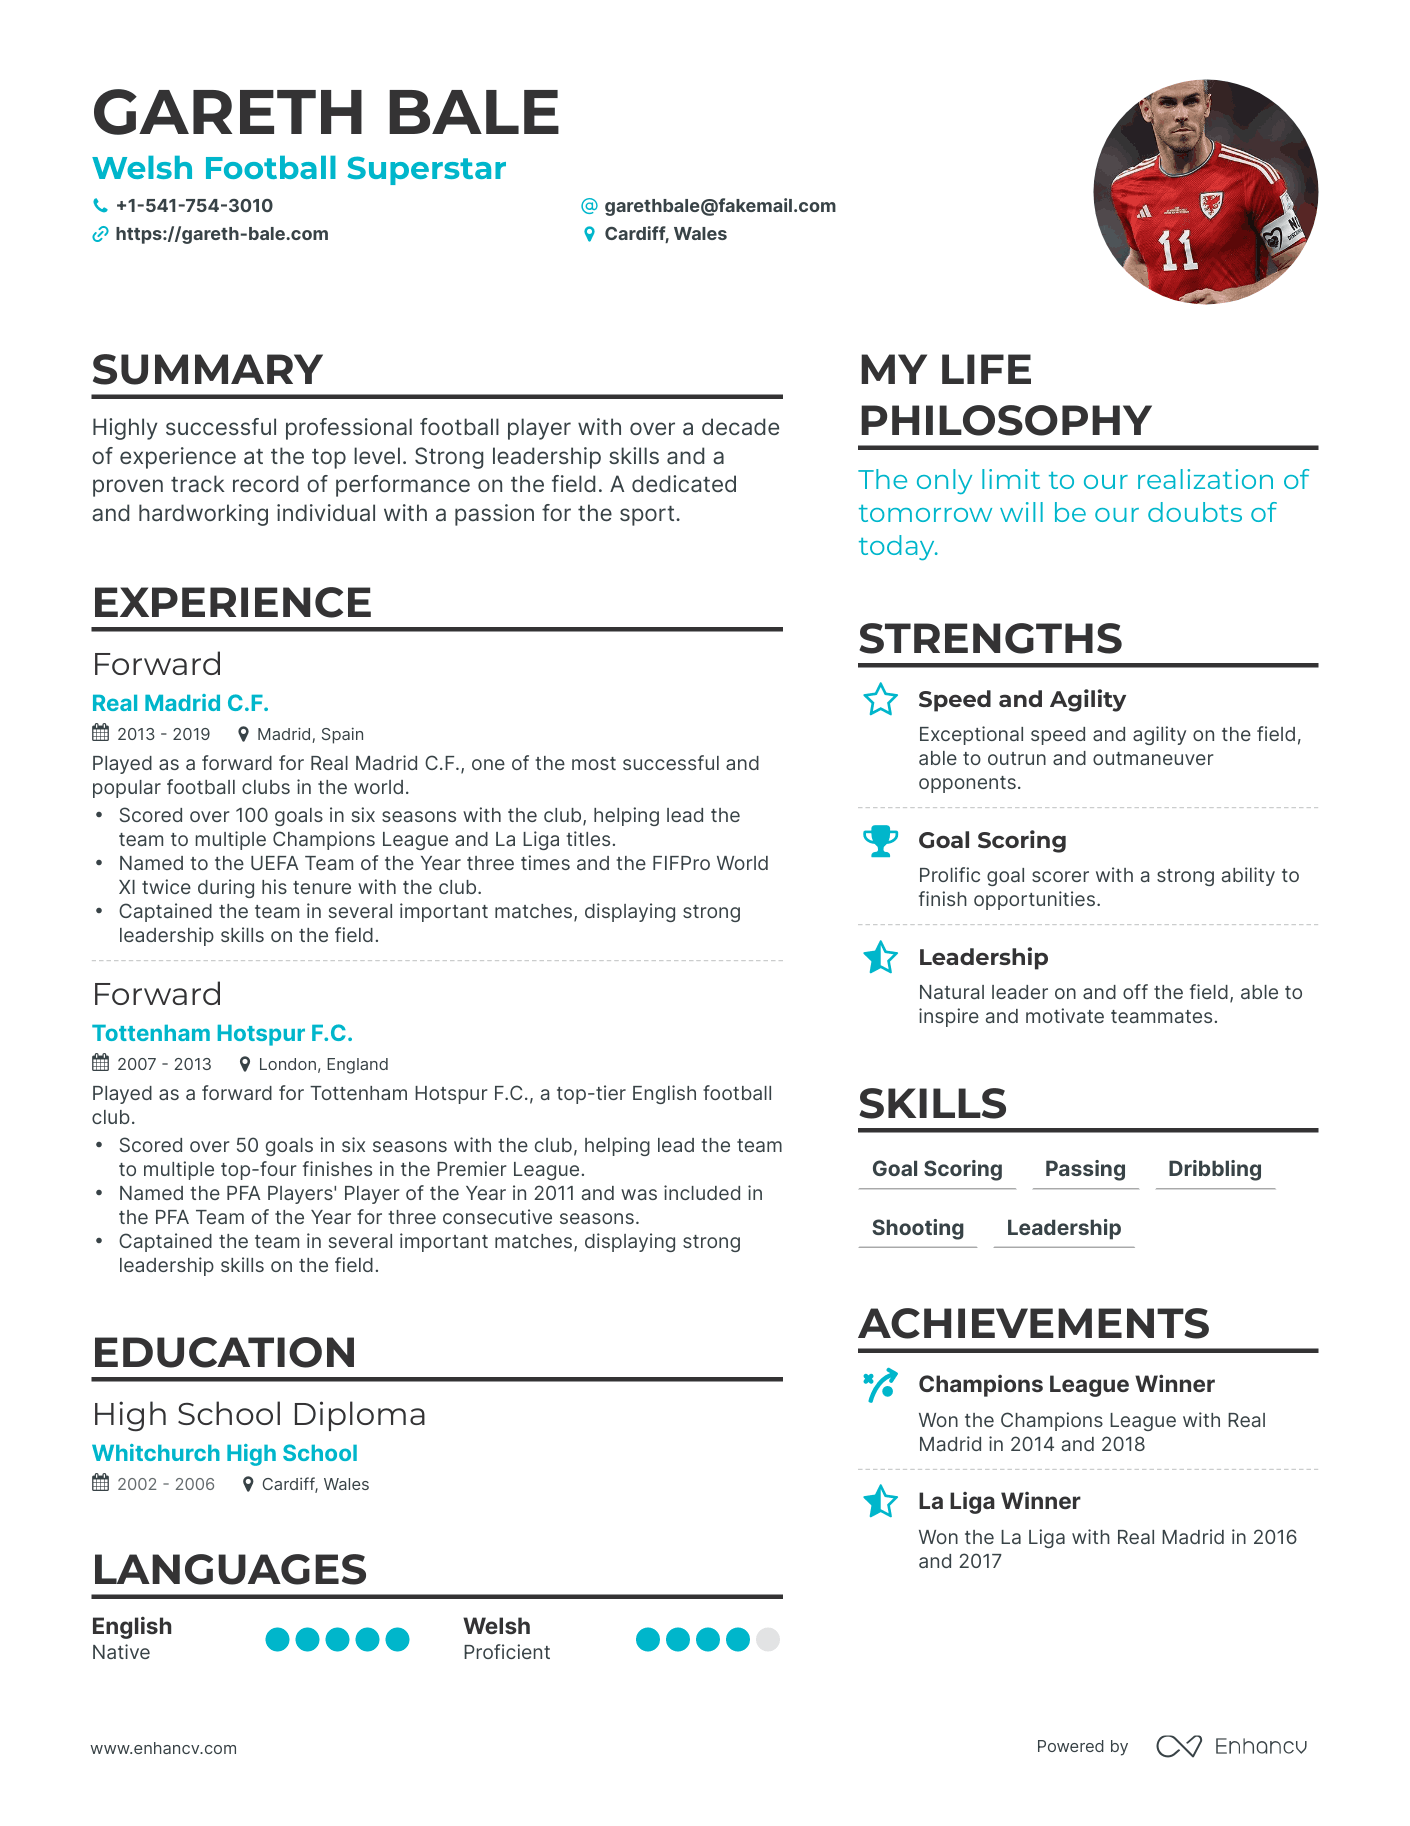 GARETH BALE
Welsh Football Superstar
+1-541-754-3010
garethbale@fakemail.com
https://gareth-bale.com
Cardiff, Wales
11
SUMMARY
Highly successful professional football player with over a decade
of experience at the top level. Strong leadership skills and a
proven track record of performance on the field. A dedicated
and hardworking individual with a passion for the sport.
EXPERIENCE
Forward
Real Madrid C.F.
2013 - 2019 Madrid, Spain
Played as a forward for Real Madrid C.F., one of the most successful and
popular football clubs in the world.
• Scored over 100 goals in six seasons with the club, helping lead the
team to multiple Champions League and La Liga titles.
• Named to the UEFA Team of the Year three times and the FIFPro World
XI twice during his tenure with the club.
• Captained the team in several important matches, displaying strong
leadership skills on the field.
Forward
Tottenham Hotspur F.C.
2007 - 2013 London, England
Played as a forward for Tottenham Hotspur F.C., a top-tier English football
club.
• Scored over 50 goals in six seasons with the club, helping lead the team
to multiple top-four finishes in the Premier League.
• Named the PFA Players' Player of the Year in 2011 and was included in
the PFA Team of the Year for three consecutive seasons.
• Captained the team in several important matches, displaying strong
leadership skills on the field.
EDUCATION
High School Diploma
Whitchurch High School
2002 - 2006 Cardiff, Wales
LANGUAGES
English
Native
Welsh
Proficient
MY LIFE
PHILOSOPHY
The only limit to our realization of
tomorrow will be our doubts of
today.
STRENGTHS
Speed and Agility
Exceptional speed and agility on the field,
able to outrun and outmaneuver
opponents.
Goal Scoring
Prolific goal scorer with a strong ability to
finish opportunities.
Leadership
Natural leader on and off the field, able to
inspire and motivate teammates.
SKILLS
Goal Scoring Passing Dribbling
Shooting Leadership
ACHIEVEMENTS
Champions League Winner
Won the Champions League with Real
Madrid in 2014 and 2018
La Liga Winner
Won the La Liga with Real Madrid in 2016
and 2017
www.enhancv.com
Powered by Enhancv